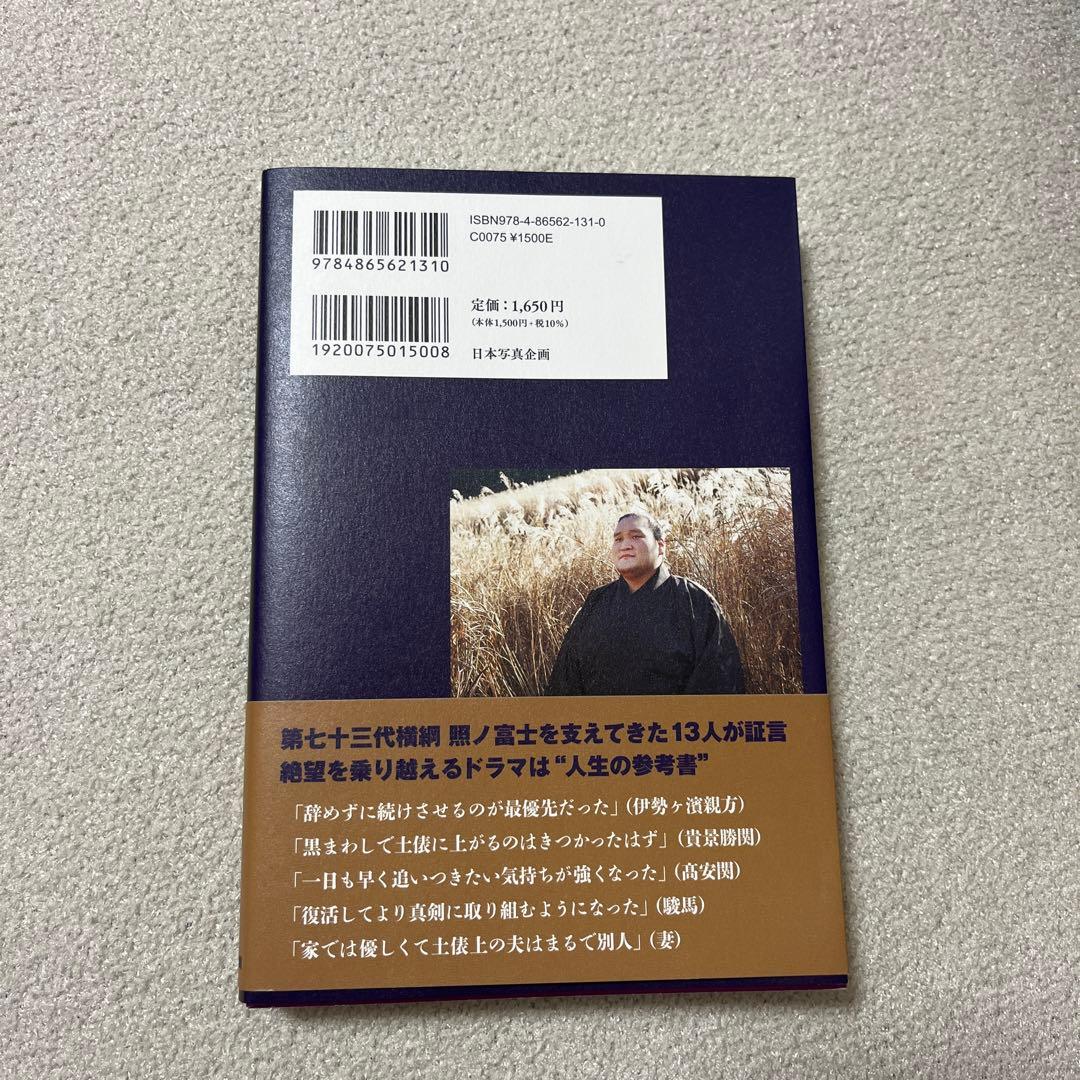 ISBN978-4-86562-131-0
C0075 ¥1500E
9784865621310
定価：1,650円
（本体1,500円+税10%）
1920075015008
日本写真企画
第七十三代横綱 照ノ富士を支えてきた13人が証言
絶望を乗り越えるドラマは“人生の参考書”
「辞めずに続けさせるのが最優先だった」（伊勢ヶ濱親方）
「黒まわしで土俵に上がるのはきつかったはず」（貴景勝関）
「一日も早く追いつきたい気持ちが強くなった」（髙安関）
「復活してより真剣に取り組むようになった」（駿馬）
「家では優しくて土俵上の夫はまるで別人」（妻）